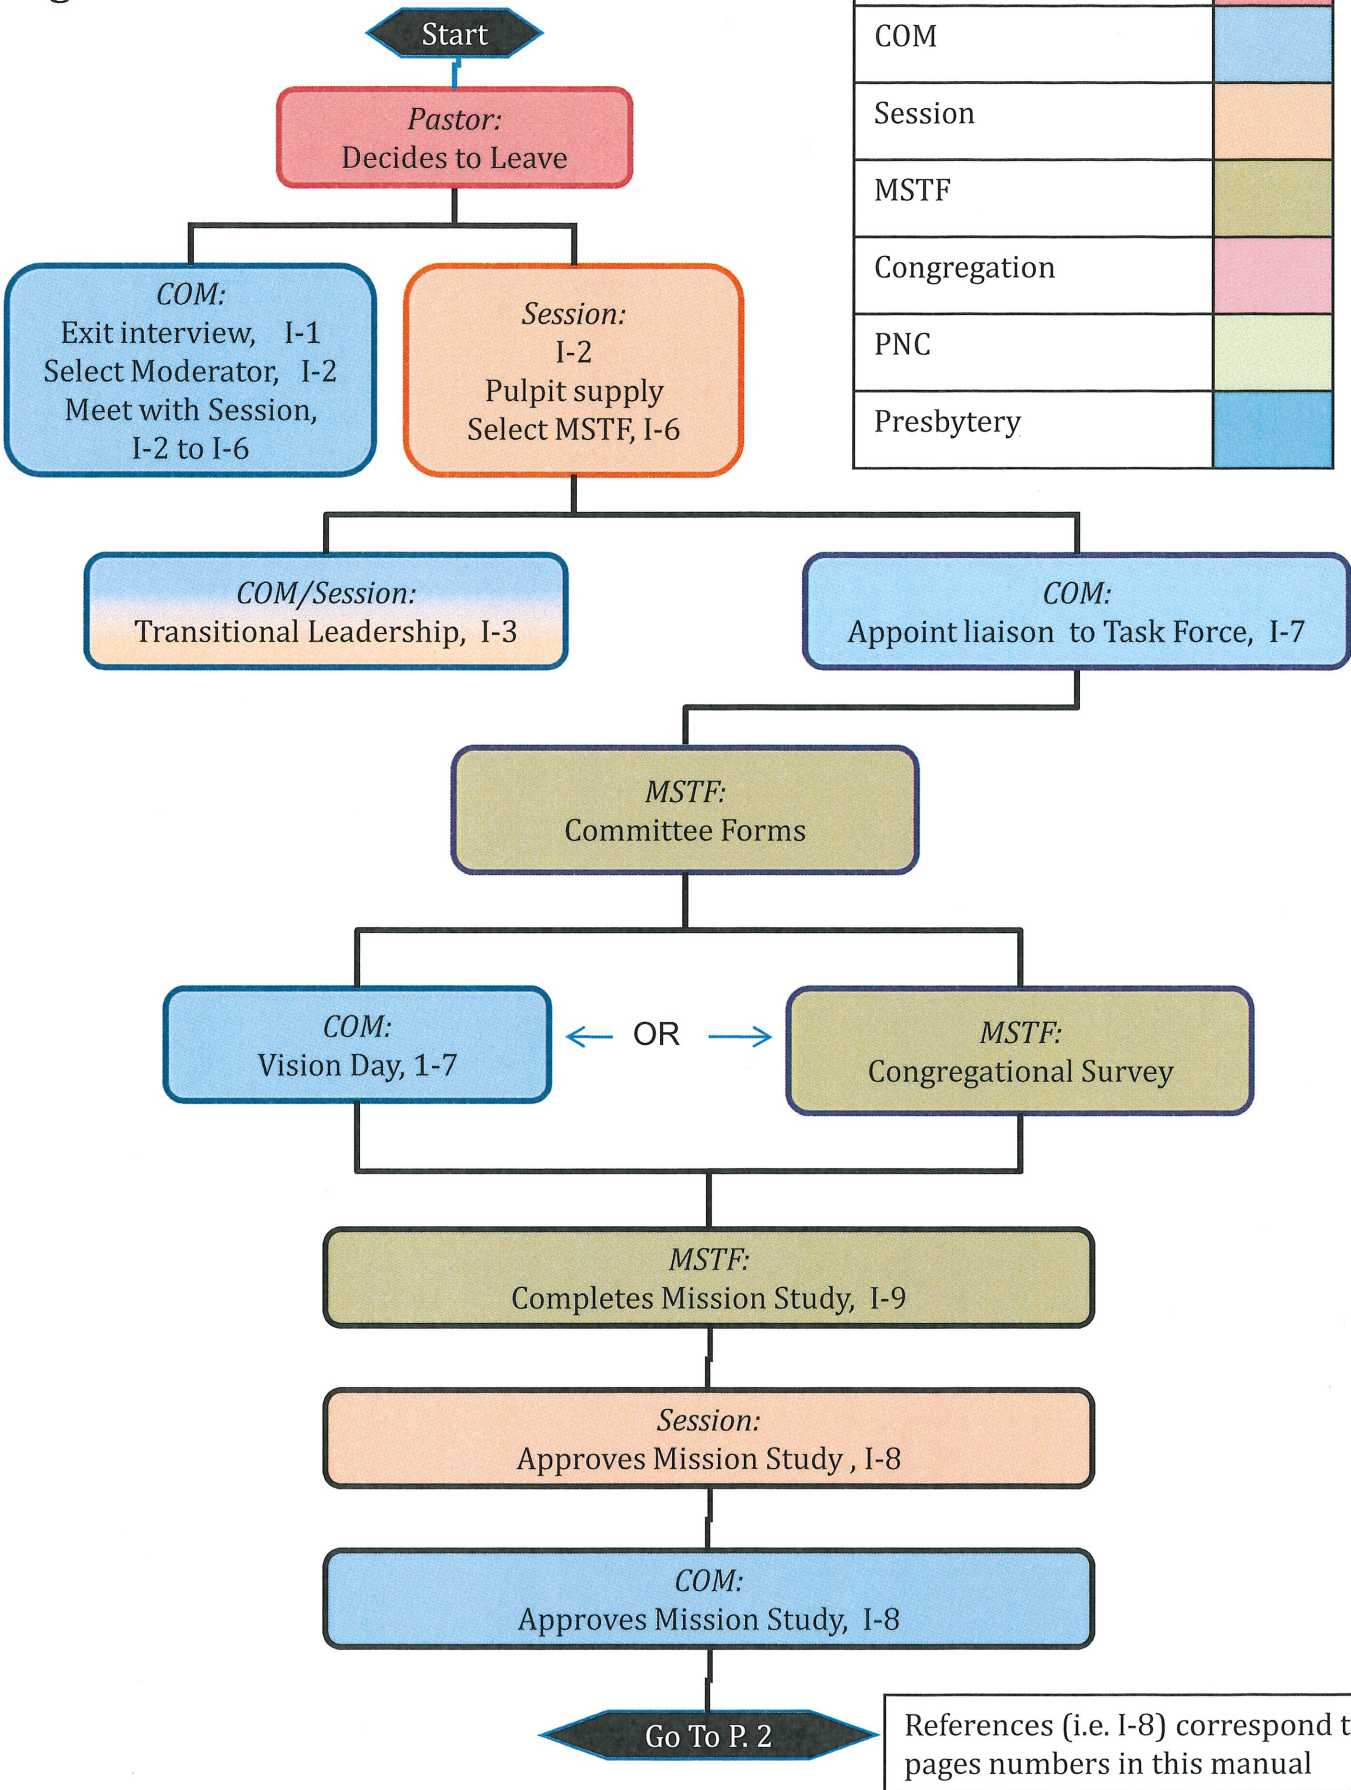 Start
COM
Session
MSTF
Congregation
PNC
Presbytery
Pastor:
Decides to Leave
COM:
Exit interview, I-1
Select Moderator, I-2
Meet with Session,
I-2 to I-6
Session:
I-2
Pulpit supply
Select MSTF, I-6
COM/Session:
Transitional Leadership, I-3
COM:
Appoint liaison to Task Force, I-7
MSTF:
Committee Forms
COM:
Vision Day, 1-7
OR
MSTF:
Congregational Survey
MSTF:
Completes Mission Study, I-9
Session:
Approves Mission Study , I-8
COM:
Approves Mission Study, I-8
Go To P. 2
References (i.e. I-8) correspond t
pages numbers in this manual